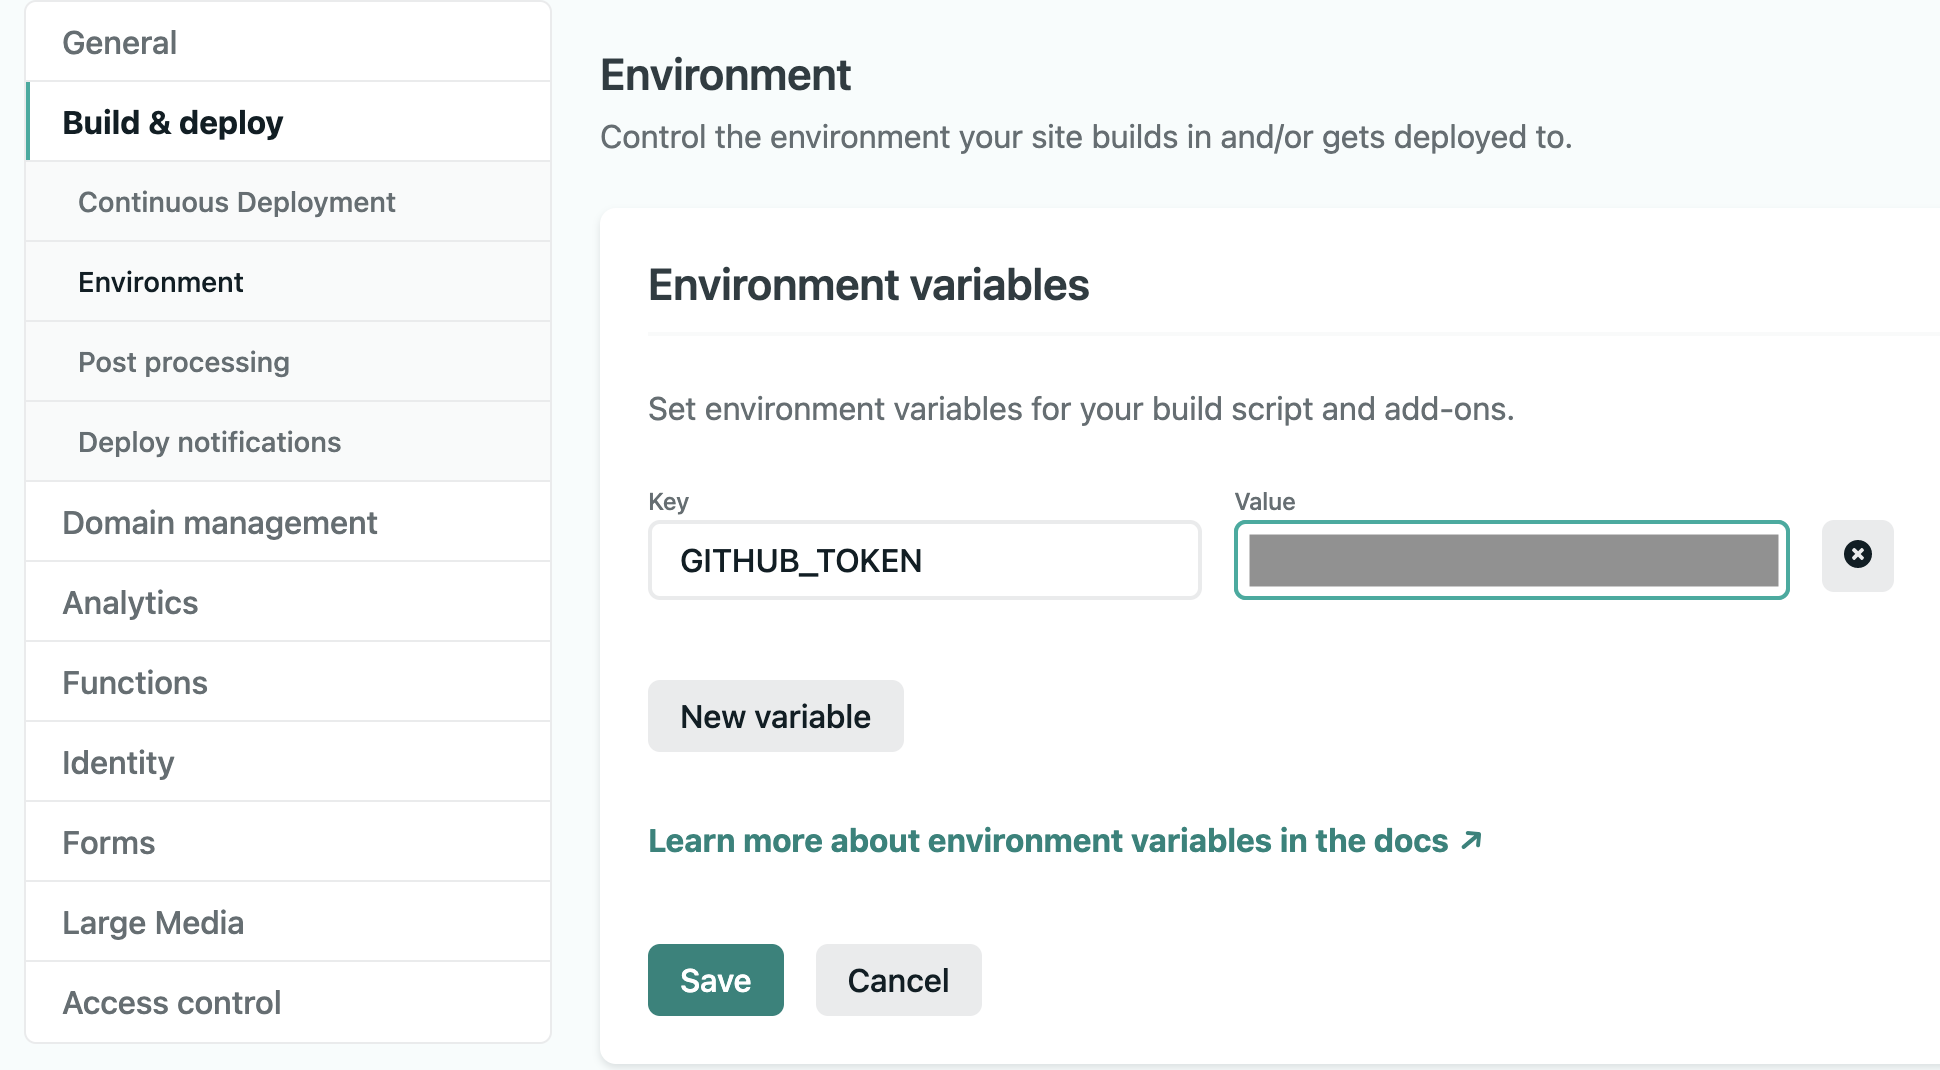 General
Build & deploy
Continuous Deployment
Environment
Post processing
Deploy notifications
Domain management
Analytics
Functions
Identity
Forms
Large Media
Access control
Environment
Control the environment your site builds in and/or gets deployed to.
Environment variables
Set environment variables for your build script and add-ons.
Key
Value
GITHUB_TOKEN
New variable
Learn more about environment variables in the docs ↗
Save
Cancel